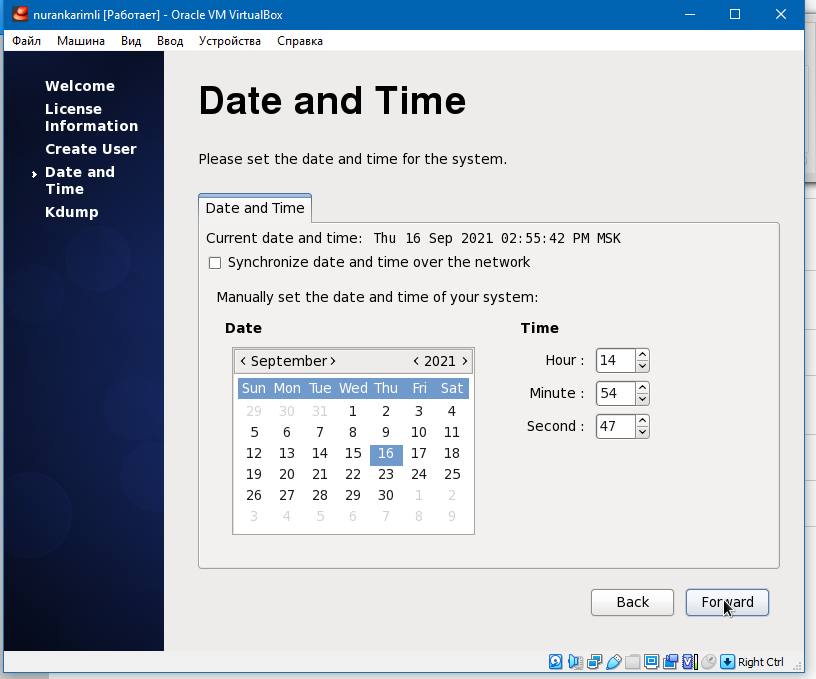 nurankarimli [Работает] - Oracle VM VirtualBox
Файл Машина Вид Ввод Устройства Справка
Welcome
License
Information
Create User
Date and
Time
Kdump
Date and Time
Please set the date and time for the system.
Date and Time
Current date and time: Thu 16 Sep 2021 02:55:42 PM MSK
Synchronize date and time over the network
Manually set the date and time of your system:
Date
< September > < 2021 >
Sun Mon Tue Wed Thu Fri Sat
29 30 31 1 2 3 4
5 6 7 8 9 10 11
12 13 14 15 16 17 18
19 20 21 22 23 24 25
26 27 28 29 30 1 2
3 4 5 6 7 8 9
Time
Hour : 14
Minute : 54
Second : 47
Back Forward
Right Ctrl